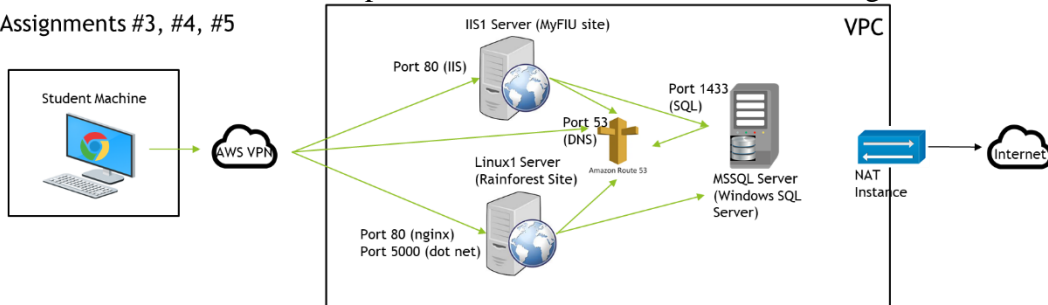 Assignments #3, #4, #5
IIS1 Server (MyFIU site)
VPC
Port 80 (IIS)
Student Machine
Port 1433
(SQL)
Port 53
(DNS)
AWS VPN
Amazon Route 53
Linux1 Server
(Rainforest Site)
MSSQL Server
(Windows SQL
Server)
NAT
Instance
Internet
Port 80 (nginx)
Port 5000 (dot net)